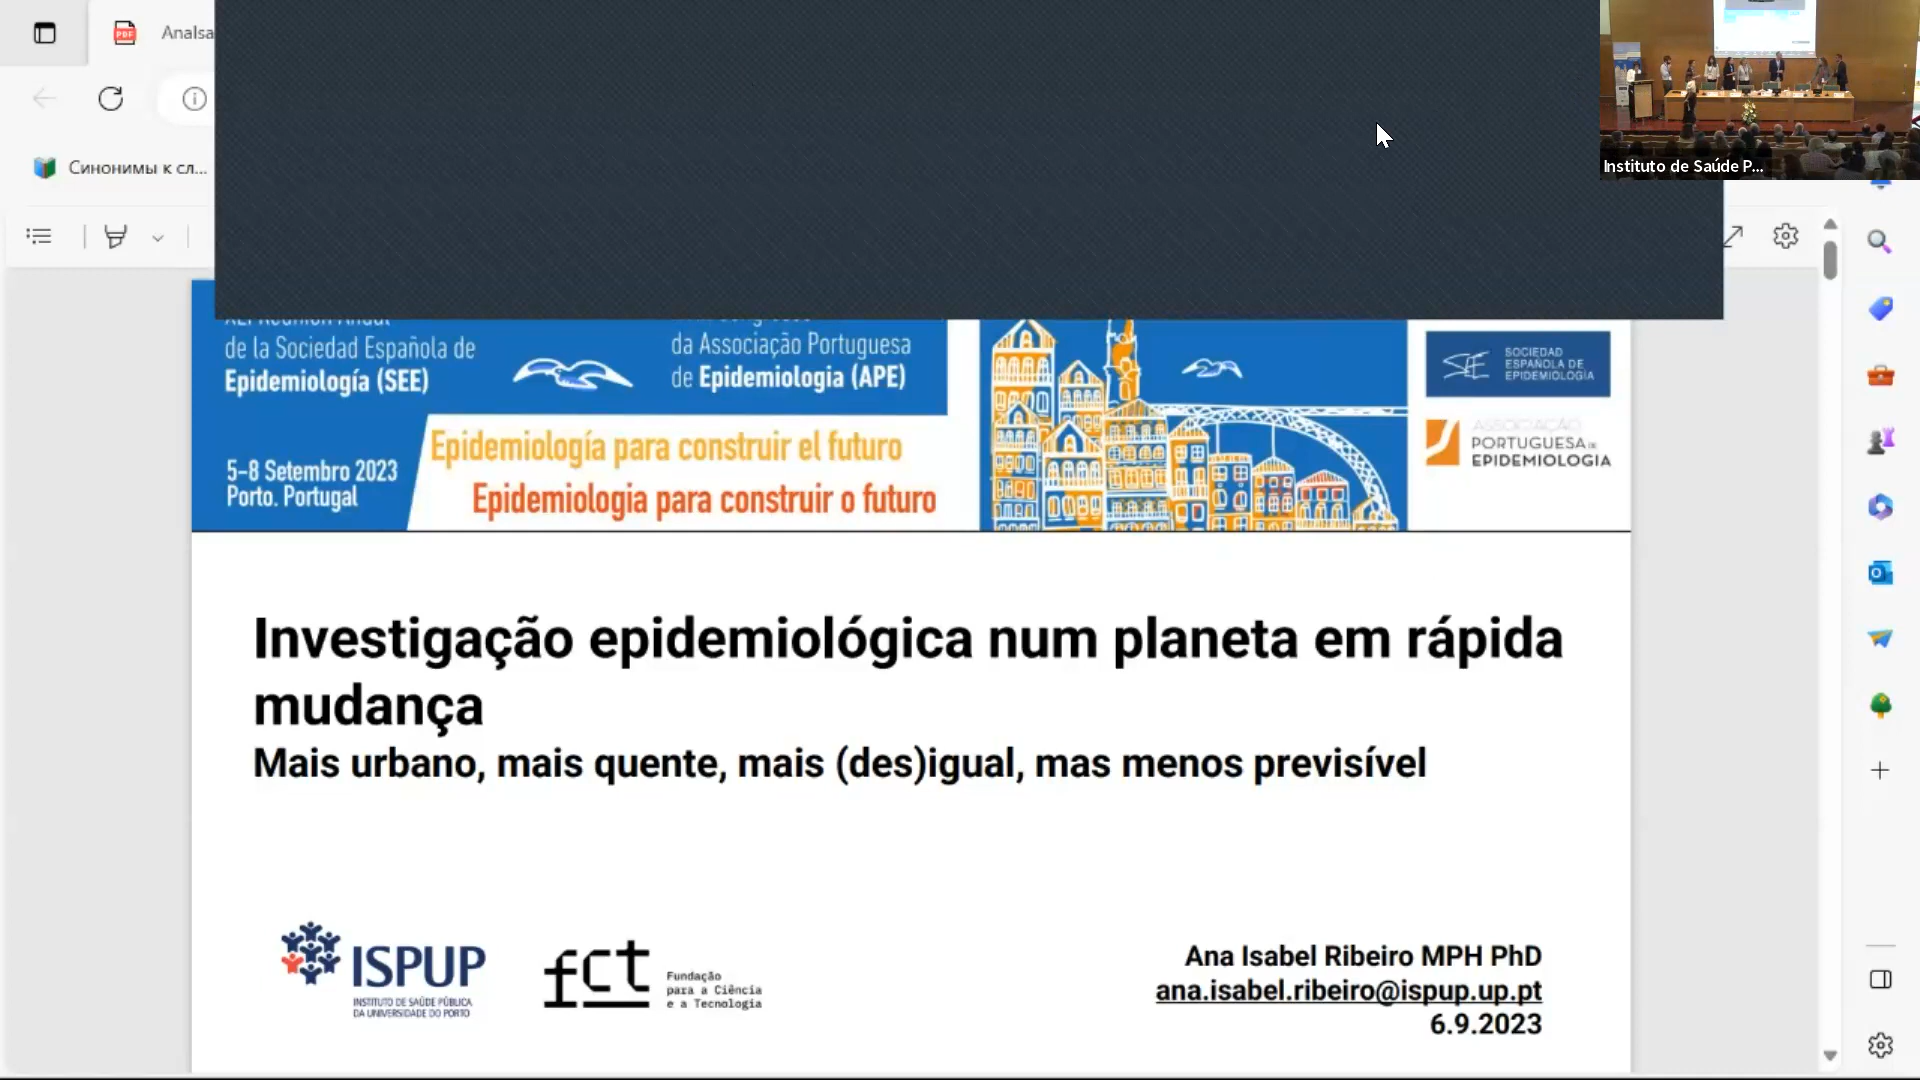 Analsa
Instituto de Saúde P...
Синонимы к сл...
de la Sociedad Española de
Epidemiología (SEE)
da Associação Portuguesa
de Epidemiologia (APE)
5-8 Setembro 2023
Porto. Portugal
Epidemiología para construir el futuro
Epidemiologia para construir o futuro
SEE
SOCIEDAD
ESPAÑOLA DE
EPIDEMIOLOGÍA
ASSOCIAÇÃO
PORTUGUESA DE
EPIDEMIOLOGIA
Investigação epidemiológica num planeta em rápida
mudança
Mais urbano, mais quente, mais (des)igual, mas menos previsível
ISPUP
INSTITUTO DE SAÚDE PÚBLICA
DA UNIVERSIDADE DO PORTO
fct
Fundação
para a Ciência
e a Tecnologia
Ana Isabel Ribeiro MPH PhD
ana.isabel.ribeiro@ispup.up.pt
6.9.2023